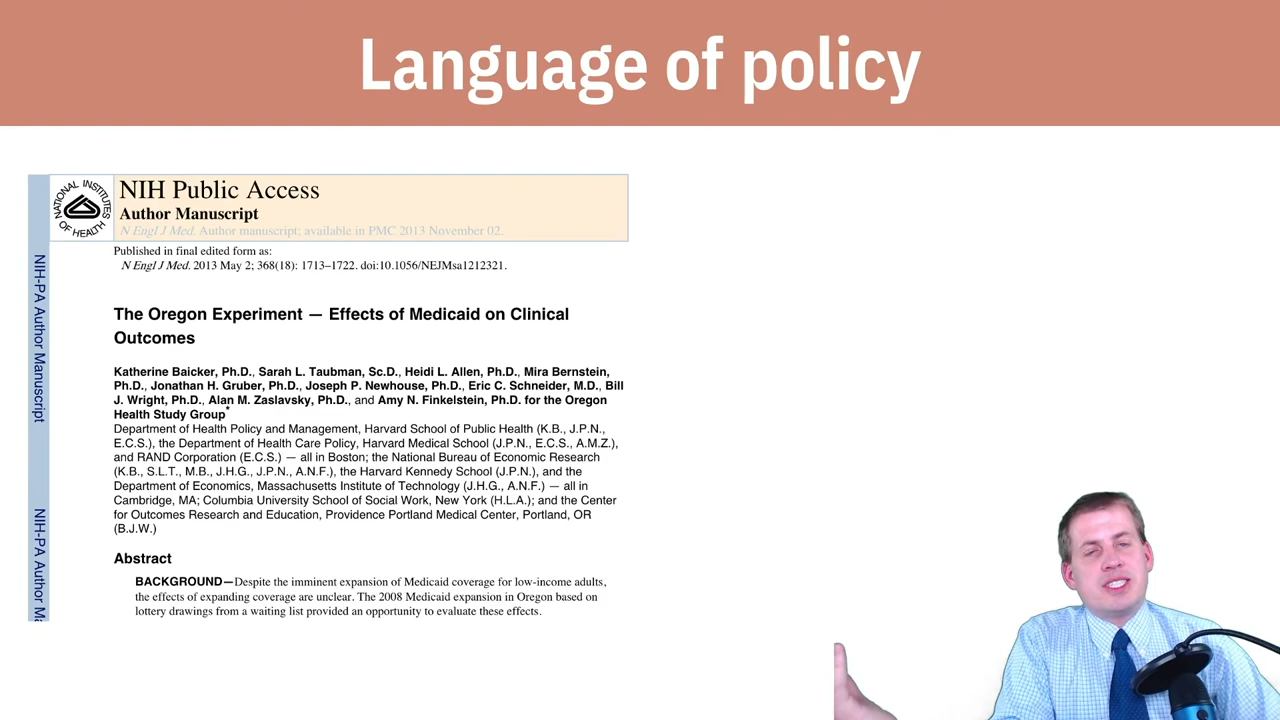 Language of policy
NATIONAL INSTITUTES OF HEALTH
NIH Public Access
Author Manuscript
N Engl J Med. Author manuscript; available in PMC 2013 November 02.
Published in final edited form as:
N Engl J Med. 2013 May 2; 368(18): 1713–1722. doi:10.1056/NEJMsa1212321.
NIH-PA Author Manuscript
NIH-PA Author Ma
The Oregon Experiment — Effects of Medicaid on Clinical
Outcomes
Katherine Baicker, Ph.D., Sarah L. Taubman, Sc.D., Heidi L. Allen, Ph.D., Mira Bernstein,
Ph.D., Jonathan H. Gruber, Ph.D., Joseph P. Newhouse, Ph.D., Eric C. Schneider, M.D., Bill
J. Wright, Ph.D., Alan M. Zaslavsky, Ph.D., and Amy N. Finkelstein, Ph.D. for the Oregon
Health Study Group*
Department of Health Policy and Management, Harvard School of Public Health (K.B., J.P.N.,
E.C.S.), the Department of Health Care Policy, Harvard Medical School (J.P.N., E.C.S., A.M.Z.),
and RAND Corporation (E.C.S.) — all in Boston; the National Bureau of Economic Research
(K.B., S.L.T., M.B., J.H.G., J.P.N., A.N.F.), the Harvard Kennedy School (J.P.N.), and the
Department of Economics, Massachusetts Institute of Technology (J.H.G., A.N.F.) — all in
Cambridge, MA; Columbia University School of Social Work, New York (H.L.A.); and the Center
for Outcomes Research and Education, Providence Portland Medical Center, Portland, OR
(B.J.W.)
Abstract
BACKGROUND—Despite the imminent expansion of Medicaid coverage for low-income adults,
the effects of expanding coverage are unclear. The 2008 Medicaid expansion in Oregon based on
lottery drawings from a waiting list provided an opportunity to evaluate these effects.